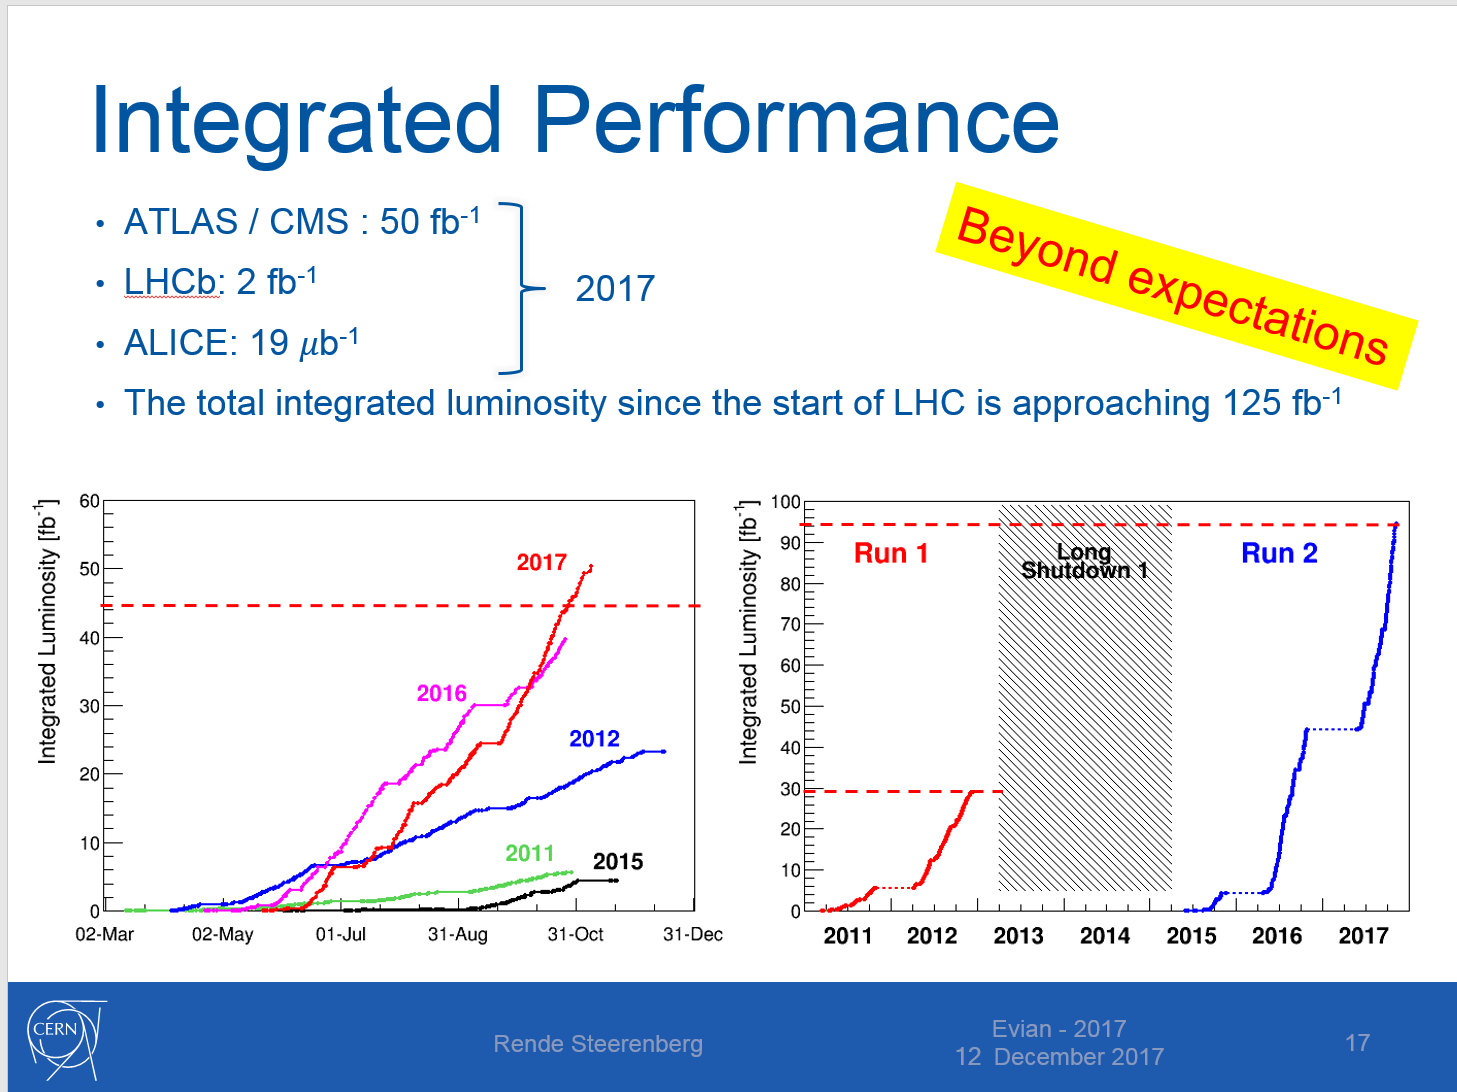 Integrated Performance
• ATLAS / CMS : 50 fb-1
• LHCb: 2 fb-1
• ALICE: 19 μb-1
2017
Beyond expectations
• The total integrated luminosity since the start of LHC is approaching 125 fb-1
Integrated Luminosity [fb-1]
60
50
40
30
20
10
0
2017
2016
2012
2011
2015
02-Mar 02-May 01-Jul 31-Aug 31-Oct 31-Dec
Integrated Luminosity [fb-1]
100
90
80
70
60
50
40
30
20
10
0
Run 1
Long
Shutdown 1
Run 2
2011 2012 2013 2014 2015 2016 2017
CERN
Rende Steerenberg
Evian - 2017
12 December 2017
17